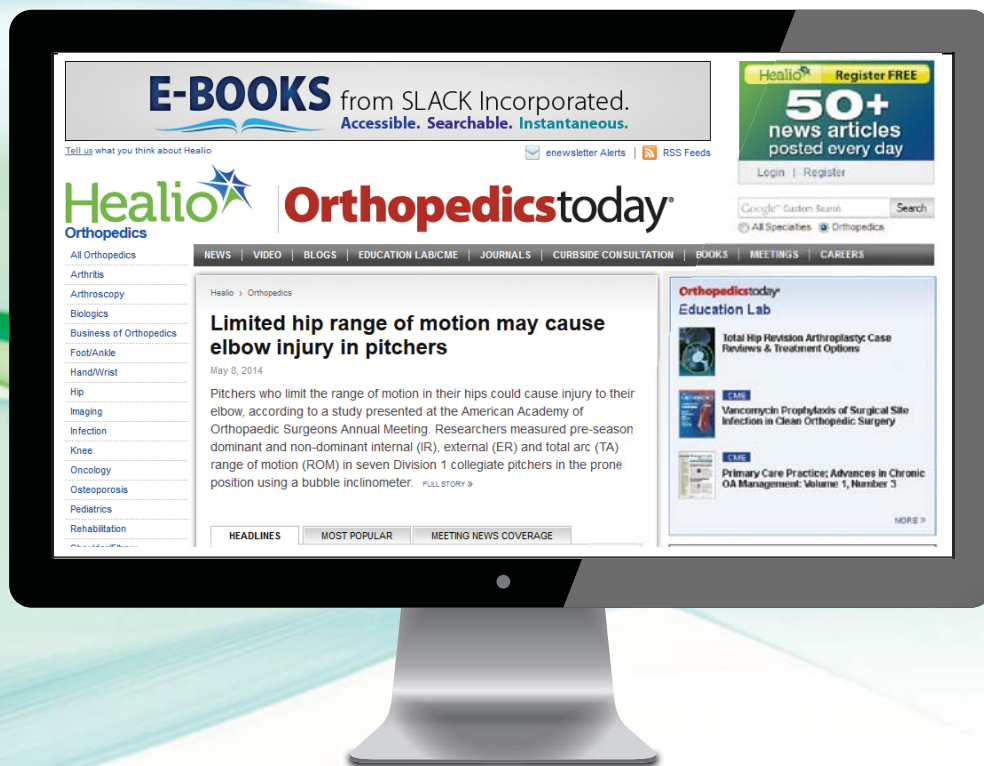 E-BOOKS from SLACK Incorporated.
Accessible. Searchable. Instantaneous.
Healio Register FREE
50+
news articles
posted every day
Login | Register
Tell us what you think about Healio
enewsletter Alerts | RSS Feeds
Healio
Orthopedics
Orthopedicstoday®
Google™ Custom Search Search
All Specialties Orthopedics
NEWS | VIDEO | BLOGS | EDUCATION LAB/CME | JOURNALS | CURBSIDE CONSULTATION | BOOKS | MEETINGS | CAREERS
All Orthopedics
Arthritis
Arthroscopy
Biologics
Business of Orthopedics
Foot/Ankle
Hand/Wrist
Hip
Imaging
Infection
Knee
Oncology
Osteoporosis
Pediatrics
Rehabilitation
Shoulder/Elbow
Healio > Orthopedics
Limited hip range of motion may cause
elbow injury in pitchers
May 8, 2014
Pitchers who limit the range of motion in their hips could cause injury to their
elbow, according to a study presented at the American Academy of
Orthopaedic Surgeons Annual Meeting. Researchers measured pre-season
dominant and non-dominant internal (IR), external (ER) and total arc (TA)
range of motion (ROM) in seven Division 1 collegiate pitchers in the prone
position using a bubble inclinometer. FULL STORY »
HEADLINES
MOST POPULAR
MEETING NEWS COVERAGE
Orthopedicstoday®
Education Lab
Total Hip Revision Arthroplasty: Case
Reviews & Treatment Options
CME
Vancomycin Prophylaxis of Surgical Site
Infection in Clean Orthopedic Surgery
CME
Primary Care Practice; Advances in Chronic
OA Management: Volume 1, Number 3
MORE »